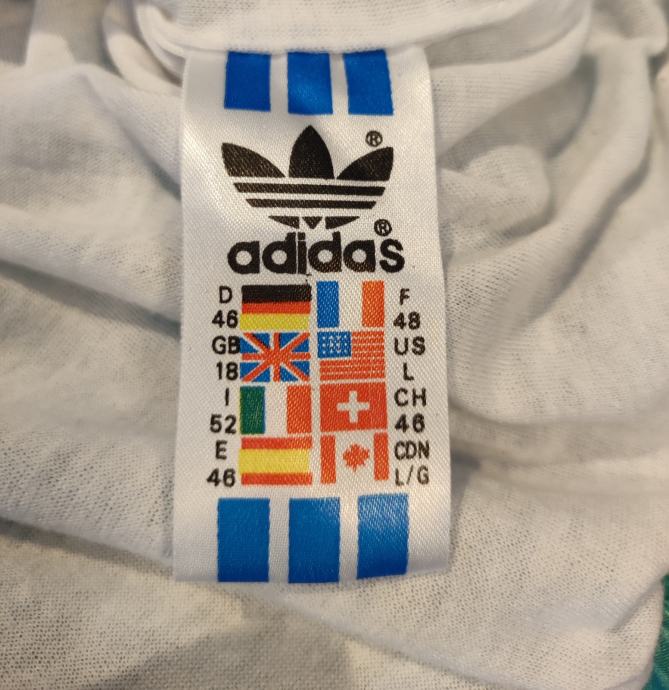 ®
adidas®
D F
46 48
GB US
18 L
I CH
52 46
E CDN
46 L/G